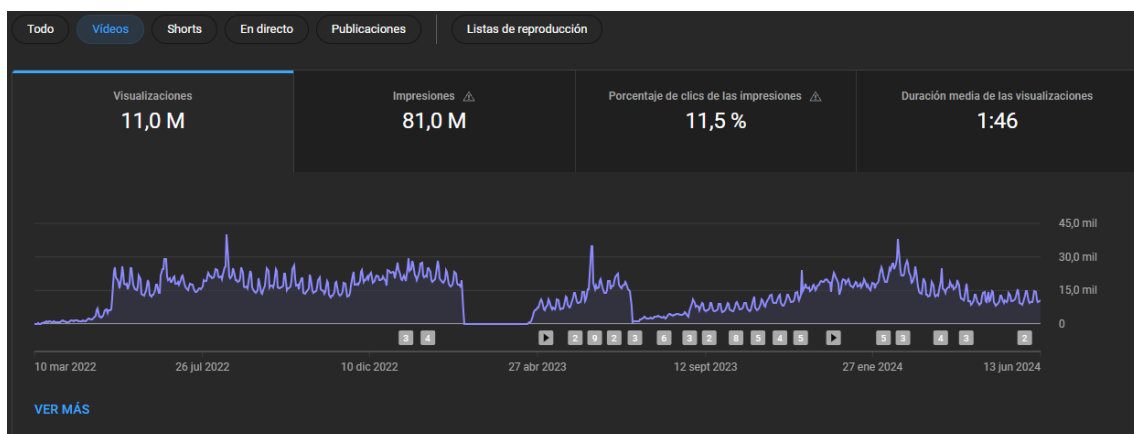 Todo Vídeos Shorts En directo Publicaciones Listas de reproducción
Visualizaciones Impresiones Porcentaje de clics de las impresiones Duración media de las visualizaciones
11,0 M 81,0 M 11,5 % 1:46
45,0 mil
30,0 mil
15,0 mil
0
3 4 2 9 2 3 6 3 2 8 5 4 5 5 3 4 3 2
10 mar 2022 26 jul 2022 10 dic 2022 27 abr 2023 12 sept 2023 27 ene 2024 13 jun 2024
VER MÁS